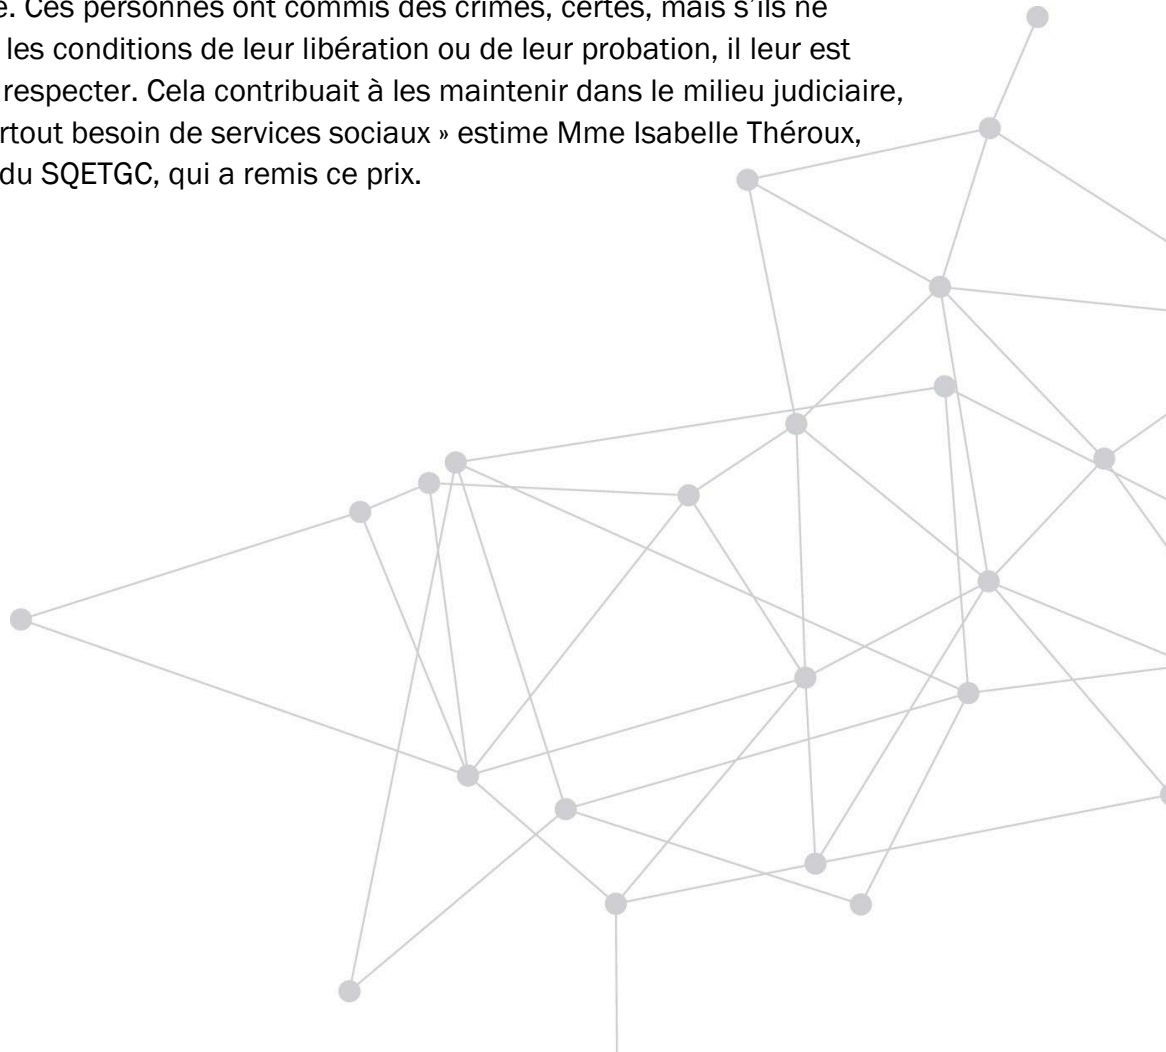 e. Ces personnes ont commis des crimes, certes, mais s'ils ne
les conditions de leur libération ou de leur probation, il leur est
respecter. Cela contribuait à les maintenir dans le milieu judiciaire,
rtout besoin de services sociaux » estime Mme Isabelle Théroux,
du SQETGC, qui a remis ce prix.